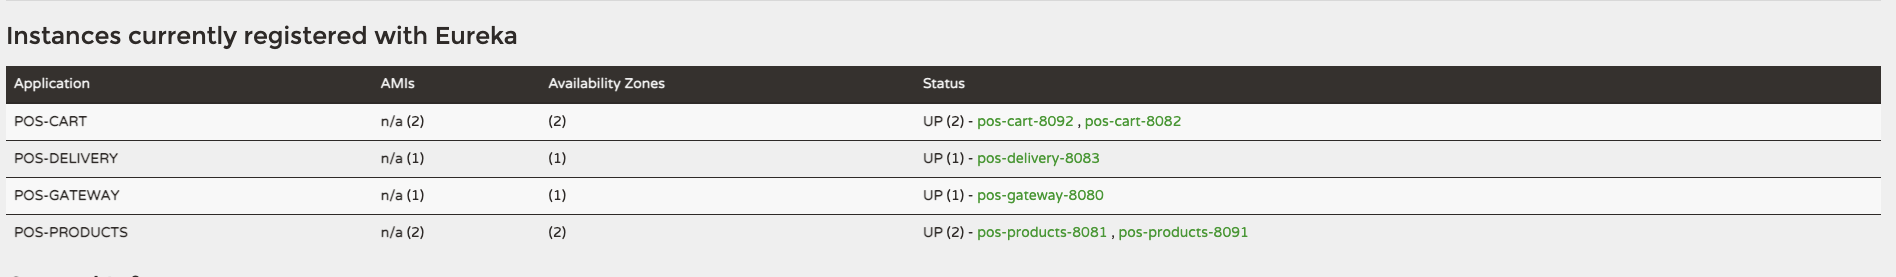 Instances currently registered with Eureka
Application AMIs Availability Zones Status
POS-CART n/a (2) (2) UP (2) - pos-cart-8092 , pos-cart-8082
POS-DELIVERY n/a (1) (1) UP (1) - pos-delivery-8083
POS-GATEWAY n/a (1) (1) UP (1) - pos-gateway-8080
POS-PRODUCTS n/a (2) (2) UP (2) - pos-products-8081 , pos-products-8091